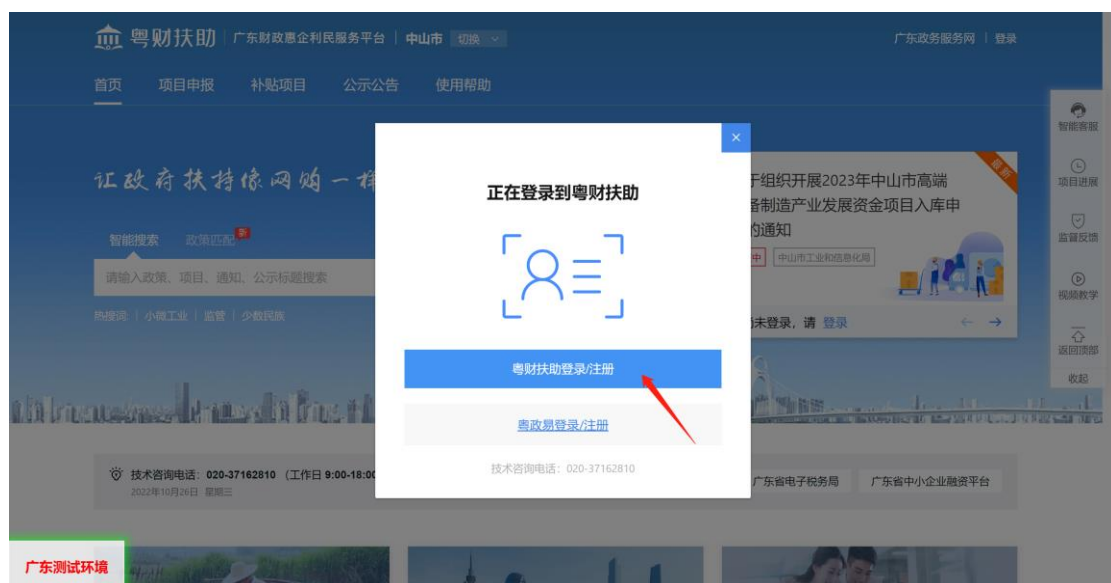 粤财扶助 | 广东财政惠企利民服务平台 | 中山市 切换
广东政务服务网 | 登录
首页 项目申报 补贴项目 公示公告 使用帮助
智能客服
项目进展
监督反馈
视频教学
返回顶部
收起
让政府扶持像网购一样
智能搜索 政策匹配 新
请输入政策、项目、通知、公示标题搜索
热搜词 | 小微工业 | 监管 | 少数民族
×
正在登录到粤财扶助
粤财扶助登录/注册
粤政易登录/注册
技术咨询电话：020-37162810
最新
于组织开展2023年中山市高端
备制造产业发展资金项目入库申
的通知
中 中山市工业和信息化局
尚未登录，请 登录
技术咨询电话：020-37162810 （工作日 9:00-18:00
2022年10月26日 星期三
广东省电子税务局 广东省中小企业融资平台
广东测试环境